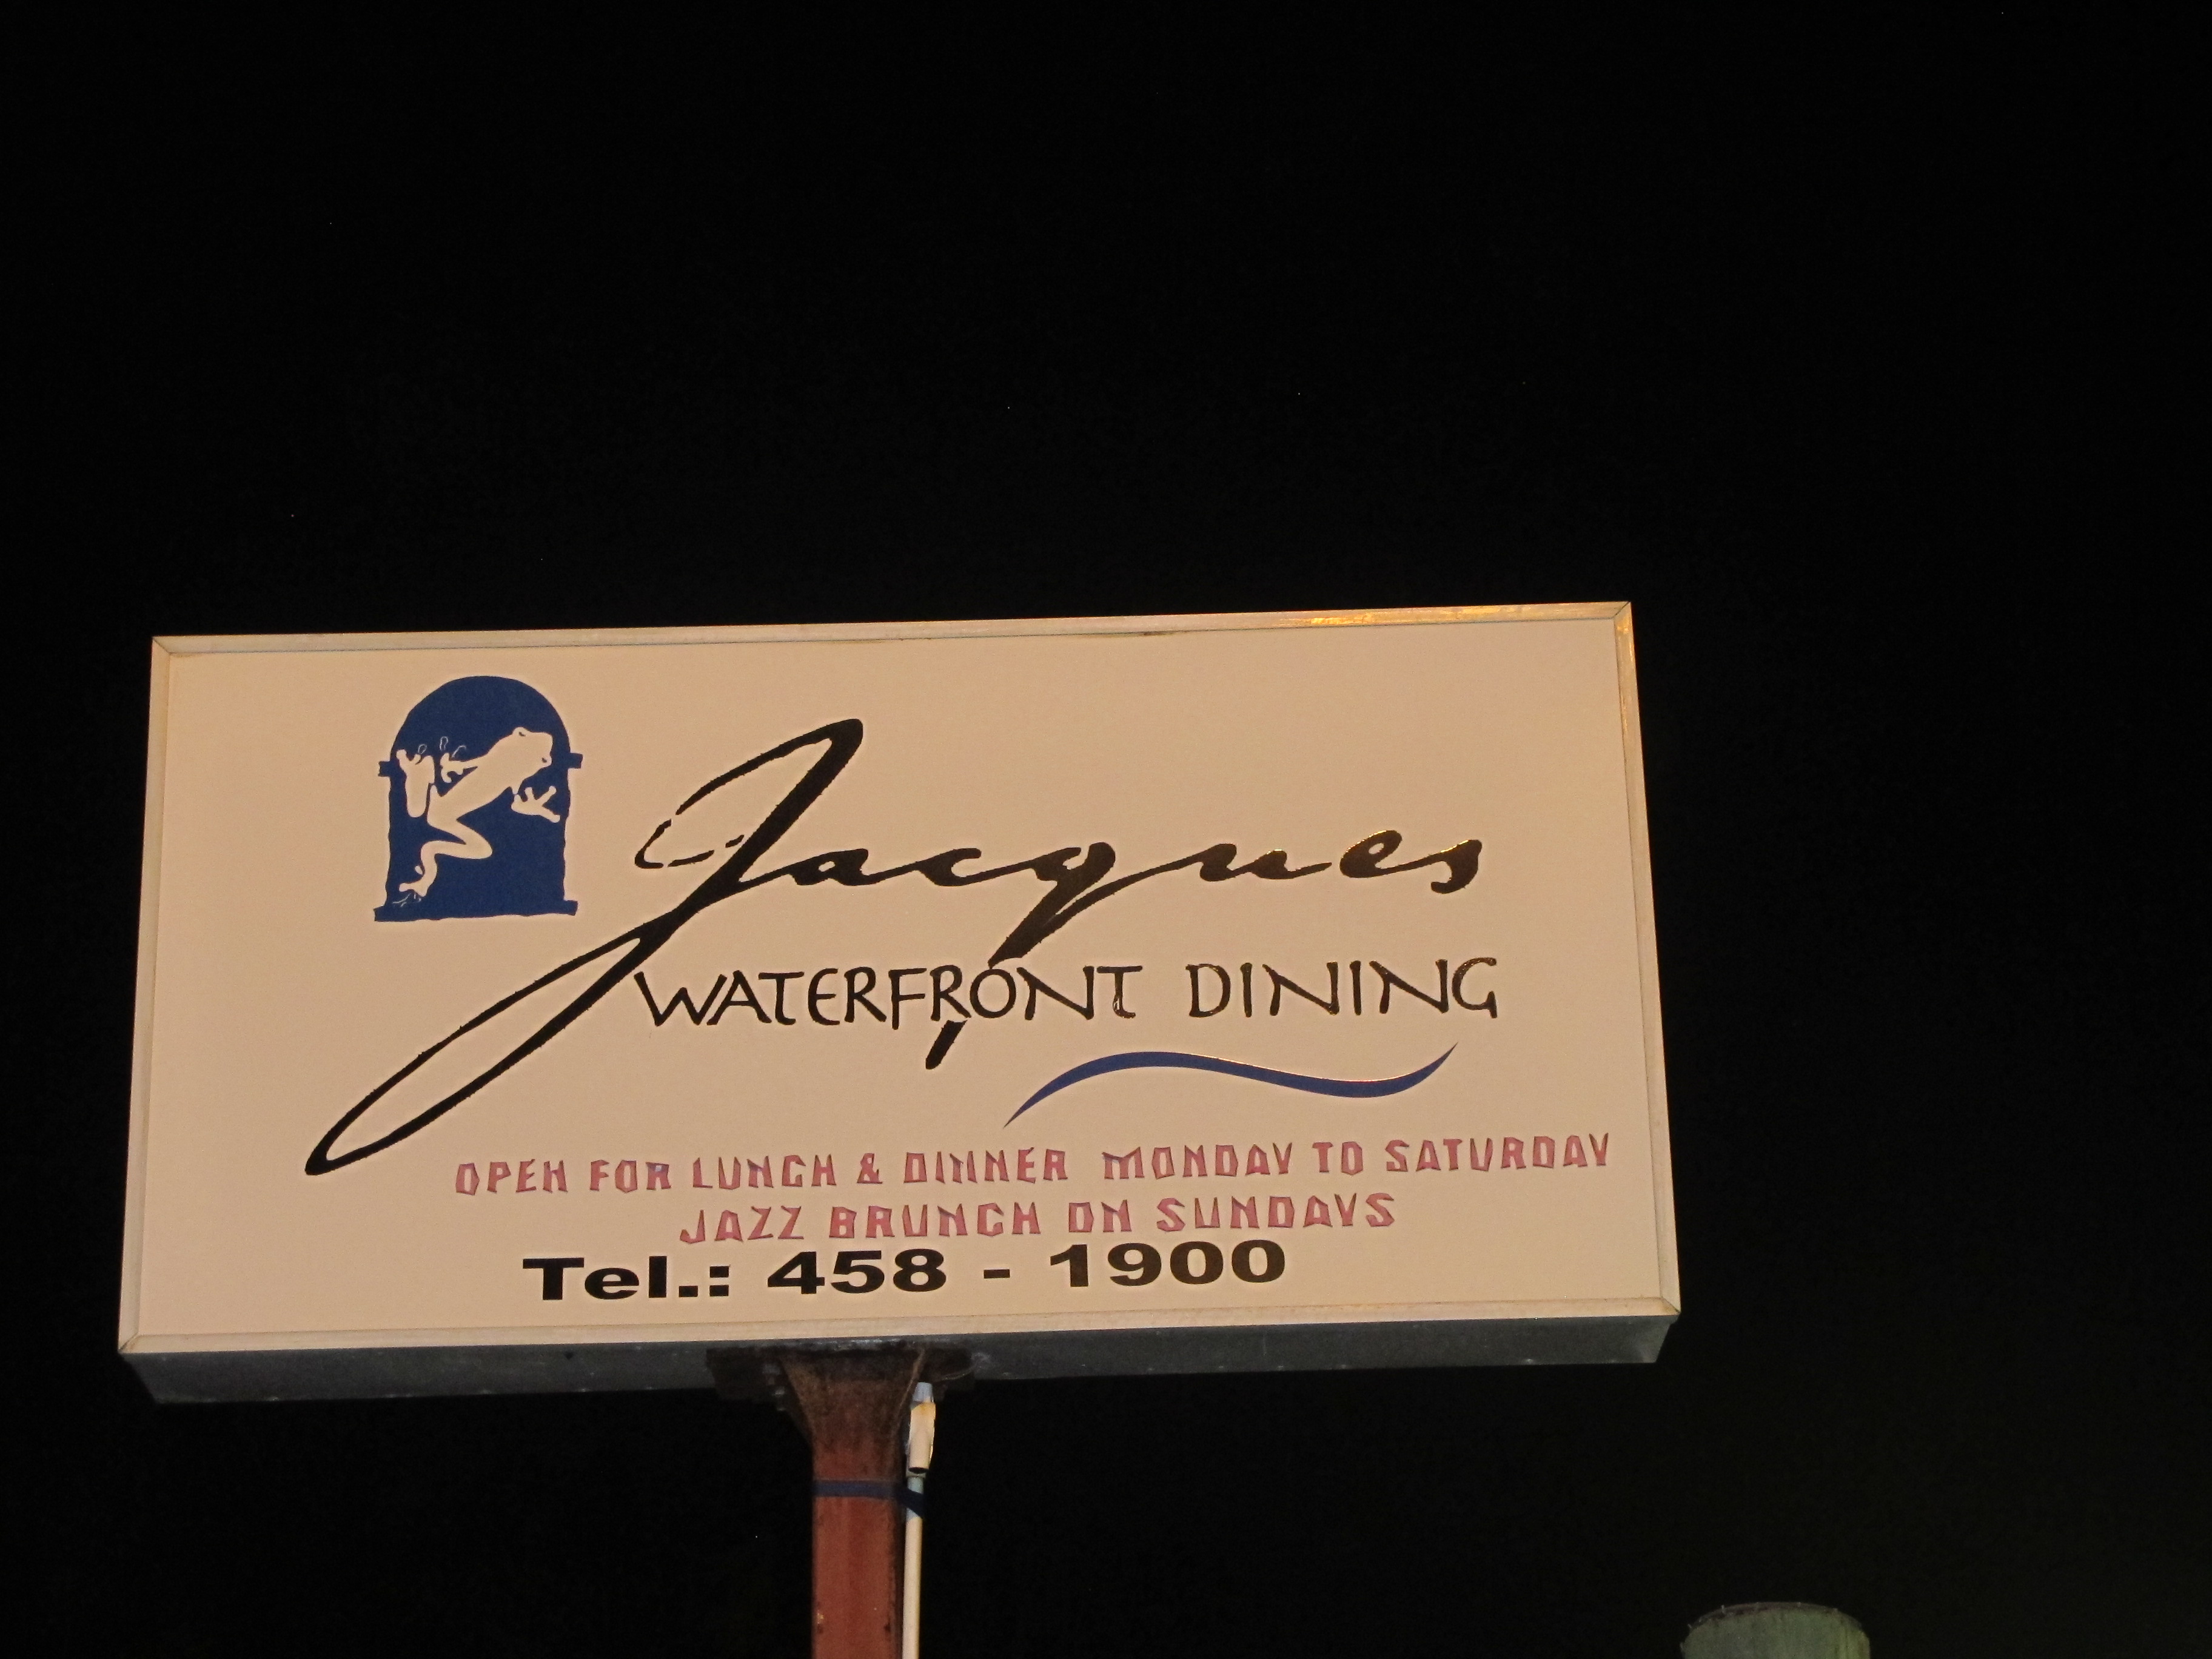 Jacques
WATERFRONT DINING
OPEN FOR LUNCH & DINNER MONDAY TO SATURDAY
JAZZ BRUNCH ON SUNDAYS
Tel.: 458 - 1900